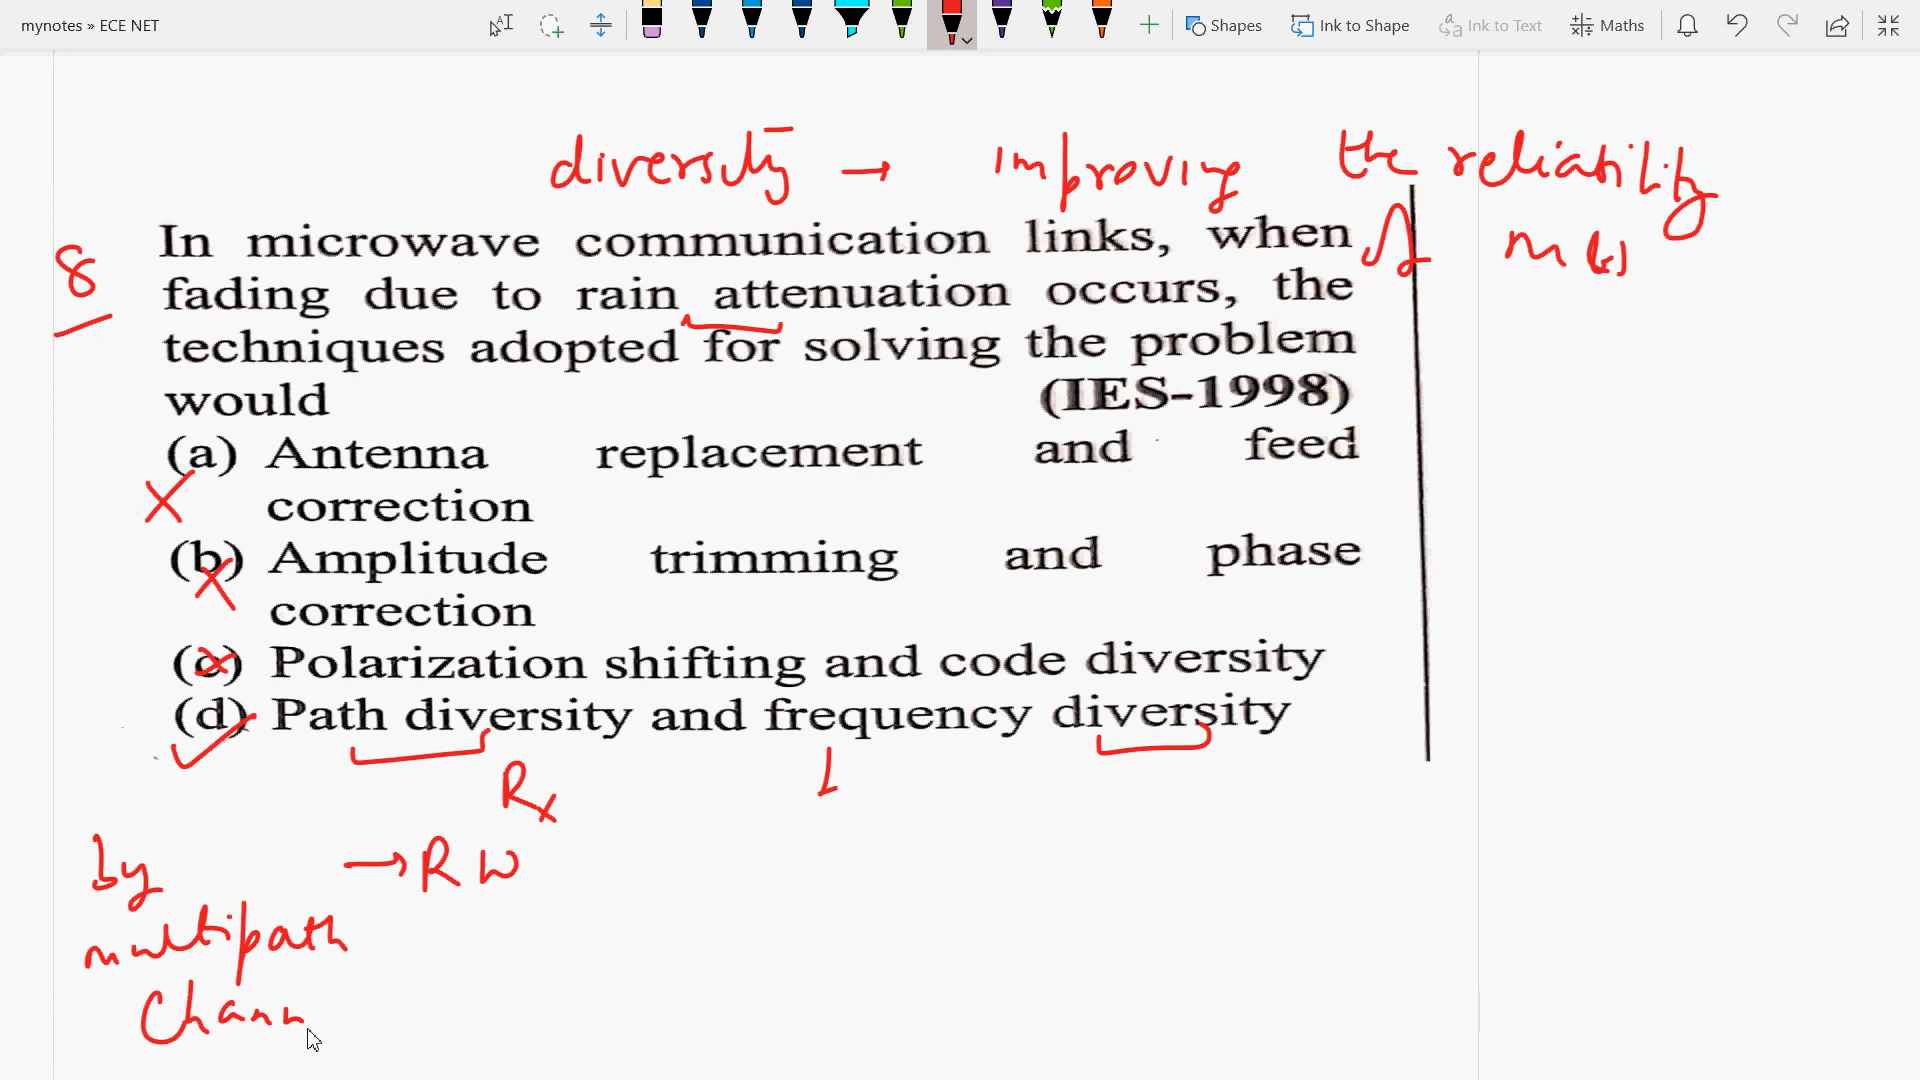 mynotes » ECE NET
Shapes
Ink to Shape
Ink to Text
Maths
diversity → improving the reliability
of m(t)
8
In microwave communication links, when
fading due to rain attenuation occurs, the
techniques adopted for solving the problem
would (IES-1998)
(a) Antenna replacement and feed
correction
(b) Amplitude trimming and phase
correction
(c) Polarization shifting and code diversity
(d) Path diversity and frequency diversity
Rx
by → RW
multipath
Chann